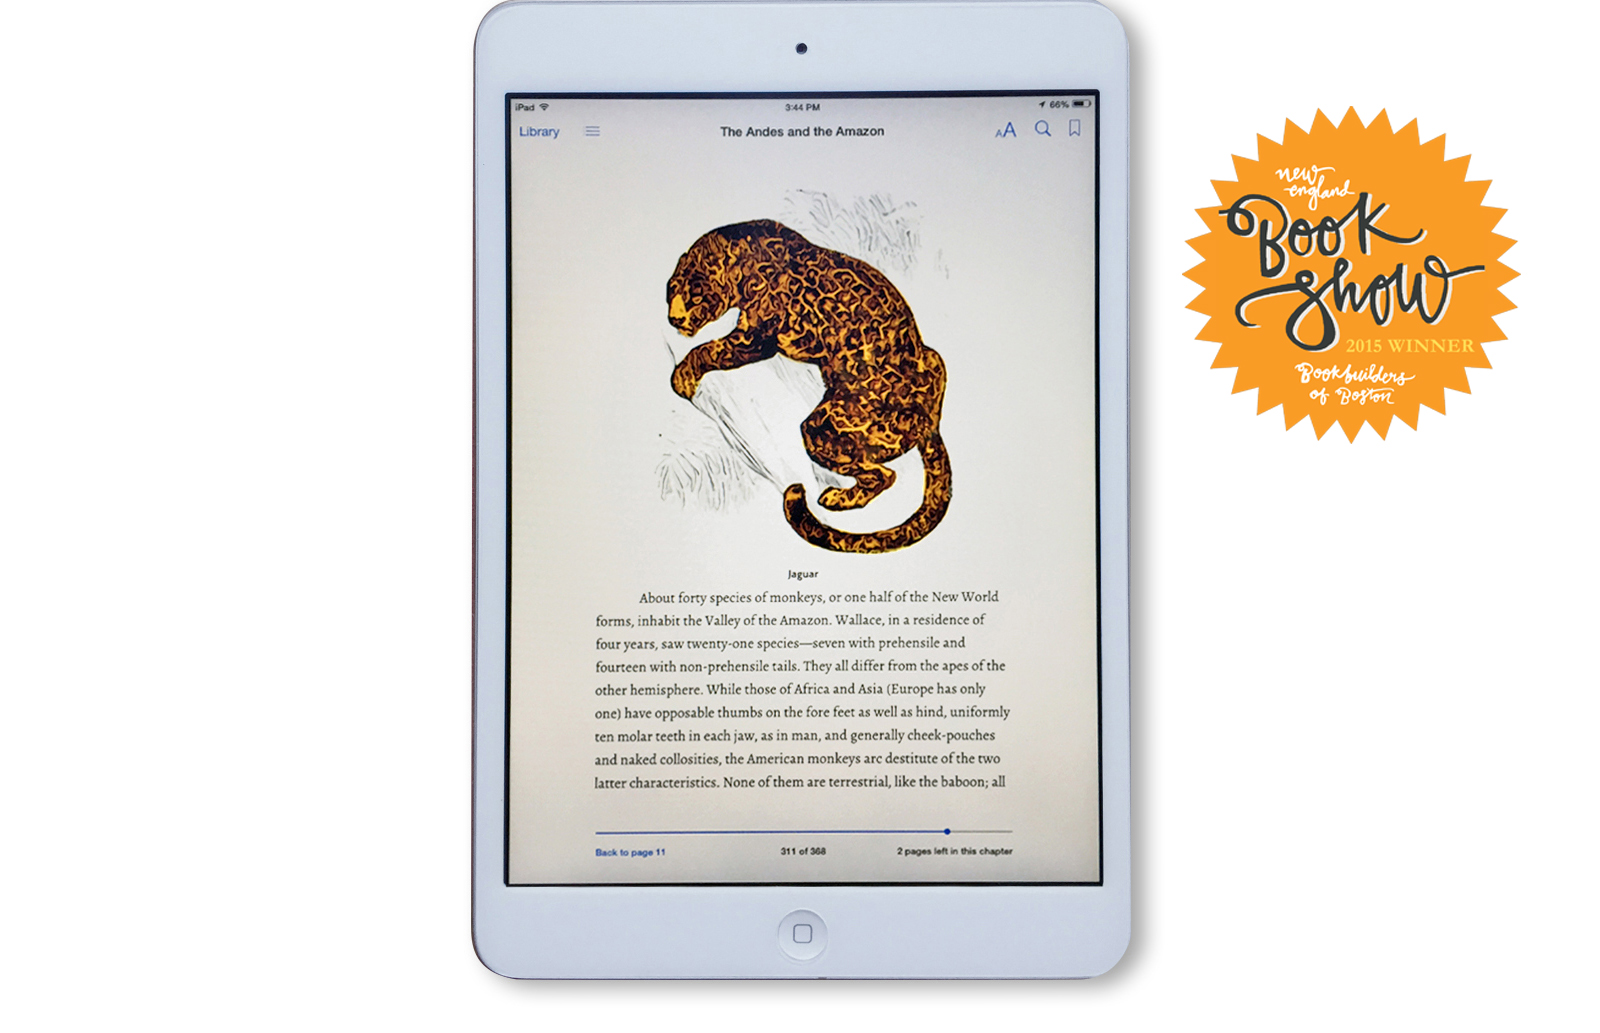 iPad
3:44 PM
66%
Library
The Andes and the Amazon
AA
Jaguar
About forty species of monkeys, or one half of the New World
forms, inhabit the Valley of the Amazon. Wallace, in a residence of
four years, saw twenty-one species—seven with prehensile and
fourteen with non-prehensile tails. They all differ from the apes of the
other hemisphere. While those of Africa and Asia (Europe has only
one) have opposable thumbs on the fore feet as well as hind, uniformly
ten molar teeth in each jaw, as in man, and generally cheek-pouches
and naked collosities, the American monkeys are destitute of the two
latter characteristics. None of them are terrestrial, like the baboon; all
Back to page 11
311 of 368
2 pages left in this chapter
new
england
Book
Show
2015 WINNER
Bookbuilders
of Boston